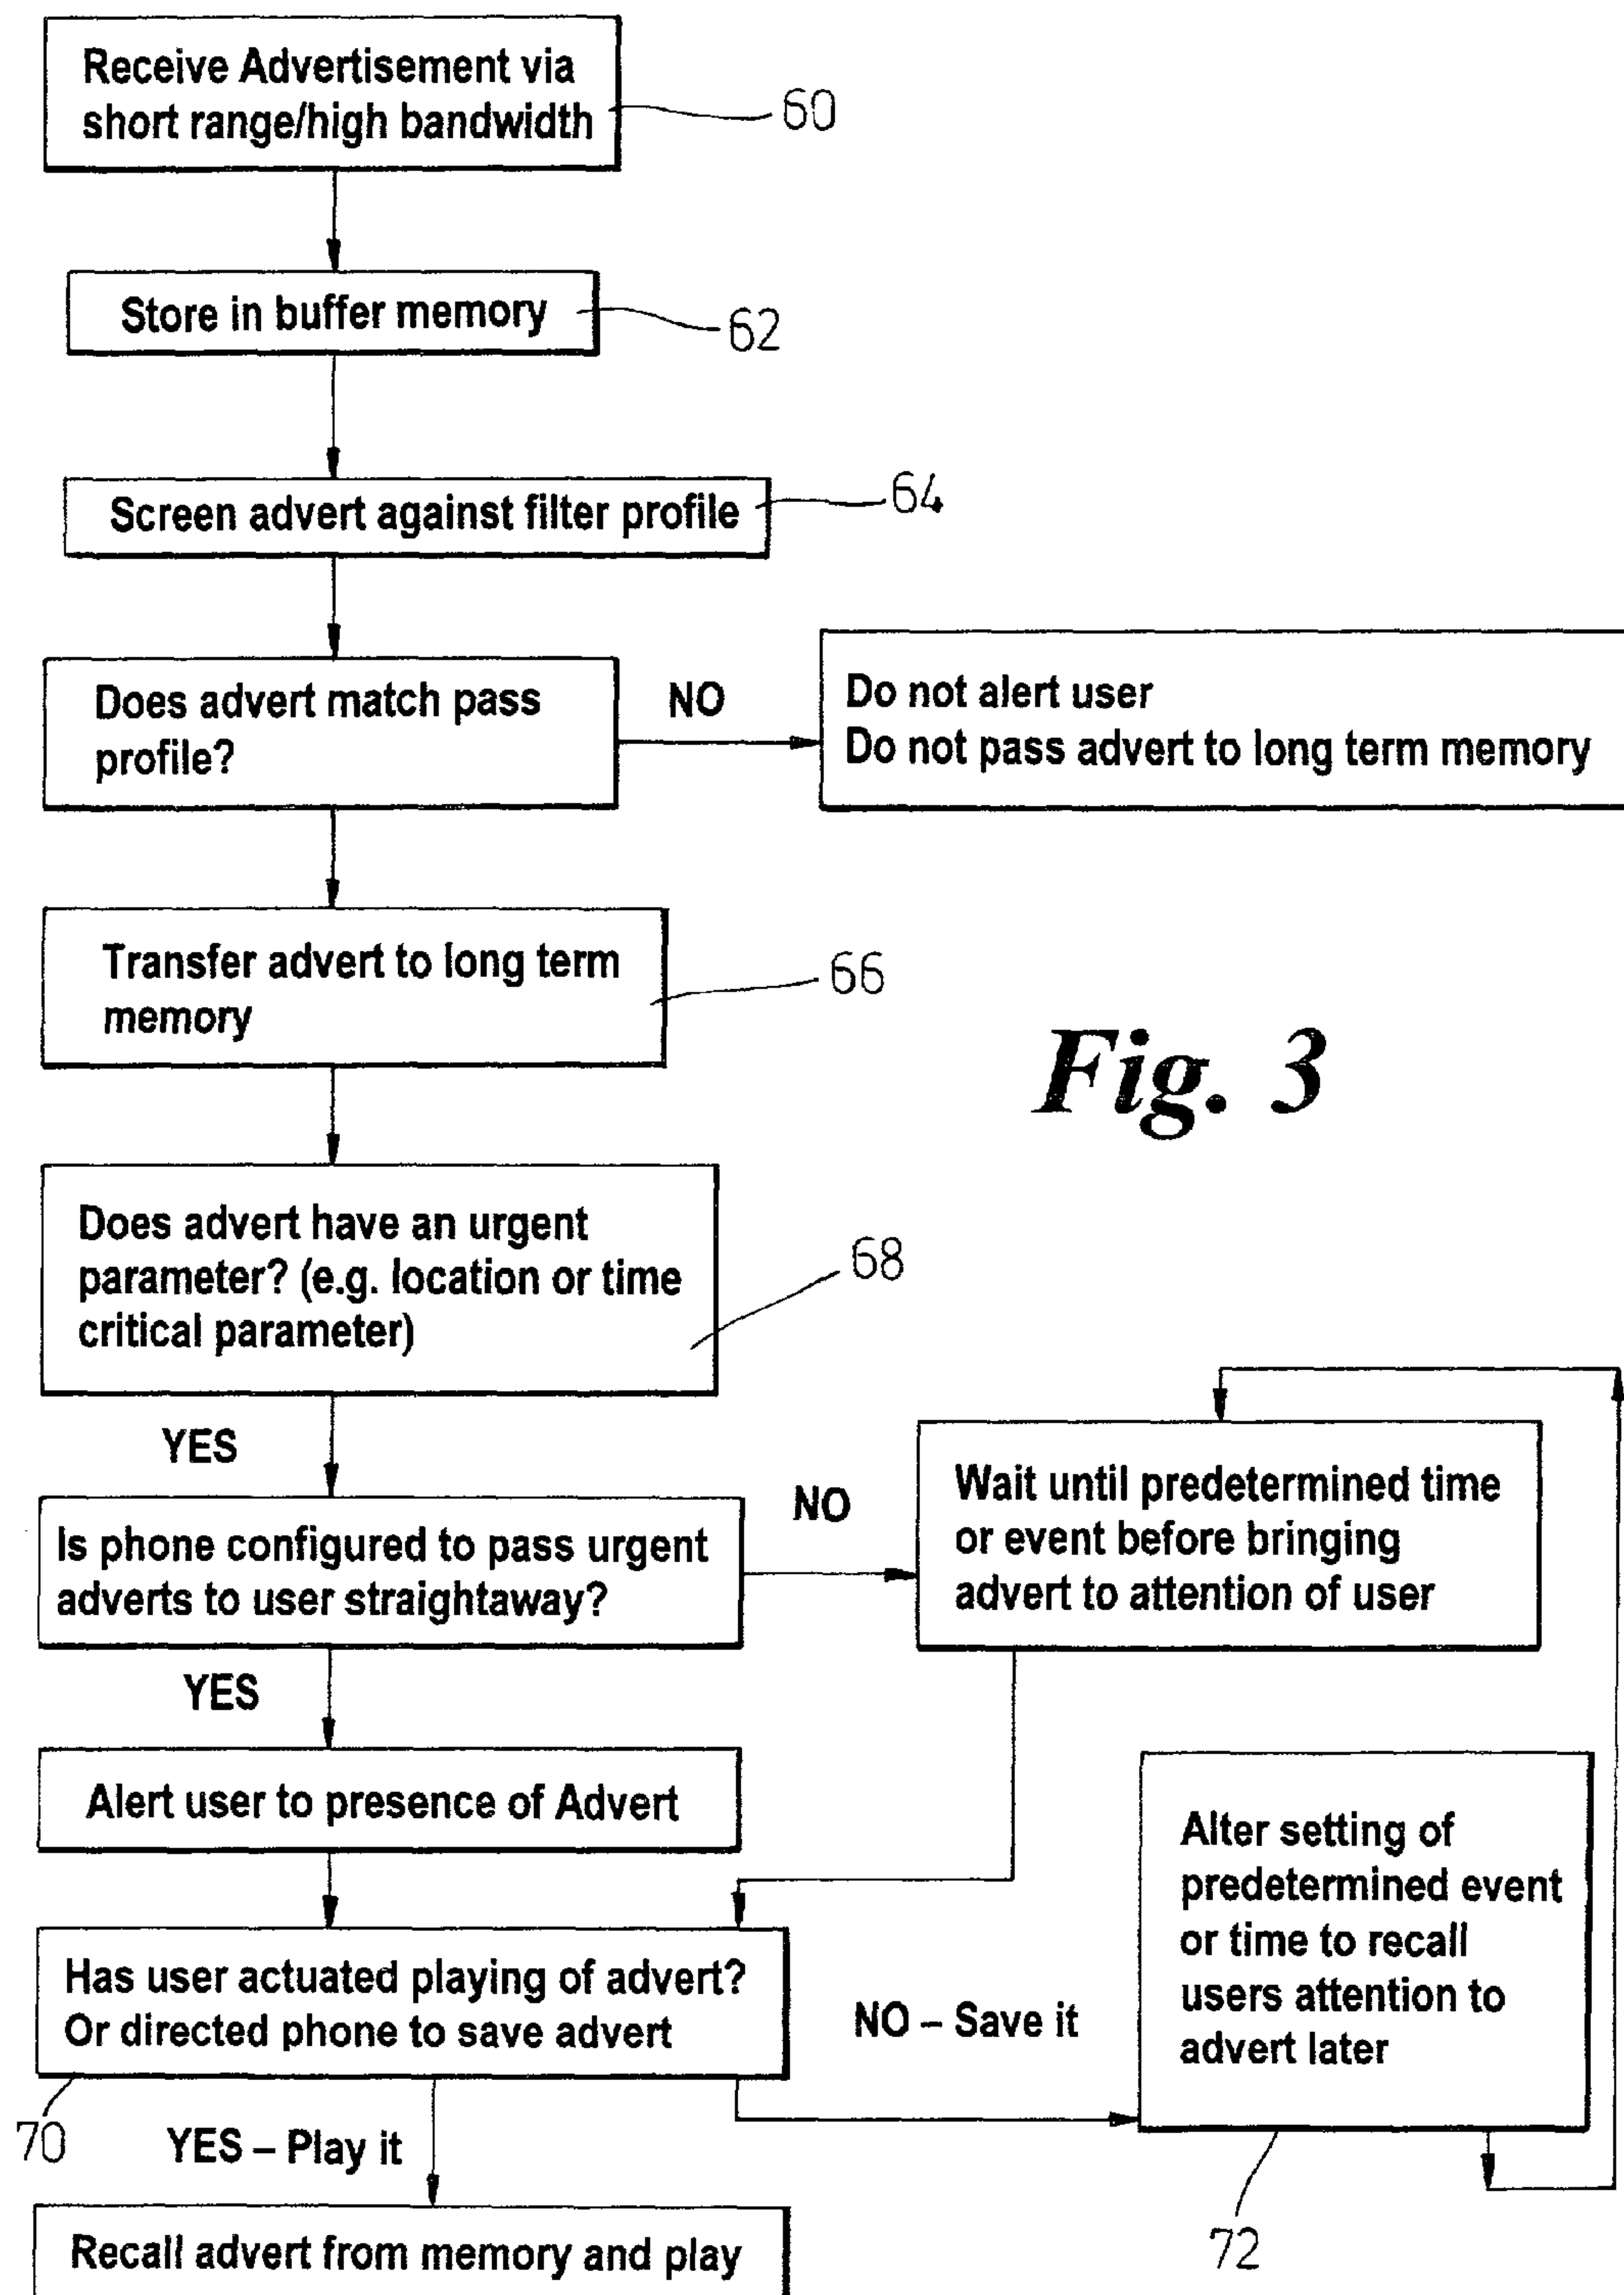 Receive Advertisement via
short range/high bandwidth
60
Store in buffer memory
62
Screen advert against filter profile
64
Does advert match pass
profile?
NO
Do not alert user
Do not pass advert to long term memory
Transfer advert to long term
memory
66
Fig. 3
Does advert have an urgent
parameter? (e.g. location or time
critical parameter)
68
YES
Is phone configured to pass urgent
adverts to user straightaway?
NO
Wait until predetermined time
or event before bringing
advert to attention of user
YES
Alert user to presence of Advert
Has user actuated playing of advert?
Or directed phone to save advert
70
NO – Save it
Alter setting of
predetermined event
or time to recall
users attention to
advert later
72
YES – Play it
Recall advert from memory and play